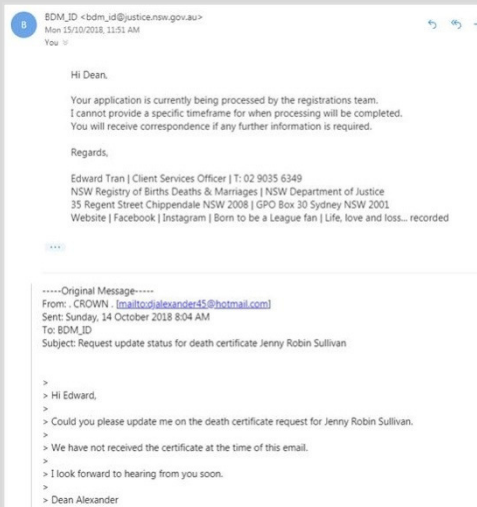 B
BDM_ID <bdm_id@justice.nsw.gov.au>
Mon 15/10/2018, 11:51 AM
You
Hi Dean,
Your application is currently being processed by the registrations team.
I cannot provide a specific timeframe for when processing will be completed.
You will receive correspondence if any further information is required.
Regards,
Edward Tran | Client Services Officer | T: 02 9035 6349
NSW Registry of Births Deaths & Marriages | NSW Department of Justice
35 Regent Street Chippendale NSW 2008 | GPO Box 30 Sydney NSW 2001
Website | Facebook | Instagram | Born to be a League fan | Life, love and loss... recorded
...
-----Original Message-----
From: . CROWN . [mailto:djalexander45@hotmail.com]
Sent: Sunday, 14 October 2018 8:04 AM
To: BDM_ID
Subject: Request update status for death certificate Jenny Robin Sullivan
>
> Hi Edward,
>
> Could you please update me on the death certificate request for Jenny Robin Sullivan.
>
> We have not received the certificate at the time of this email.
>
> I look forward to hearing from you soon.
>
> Dean Alexander